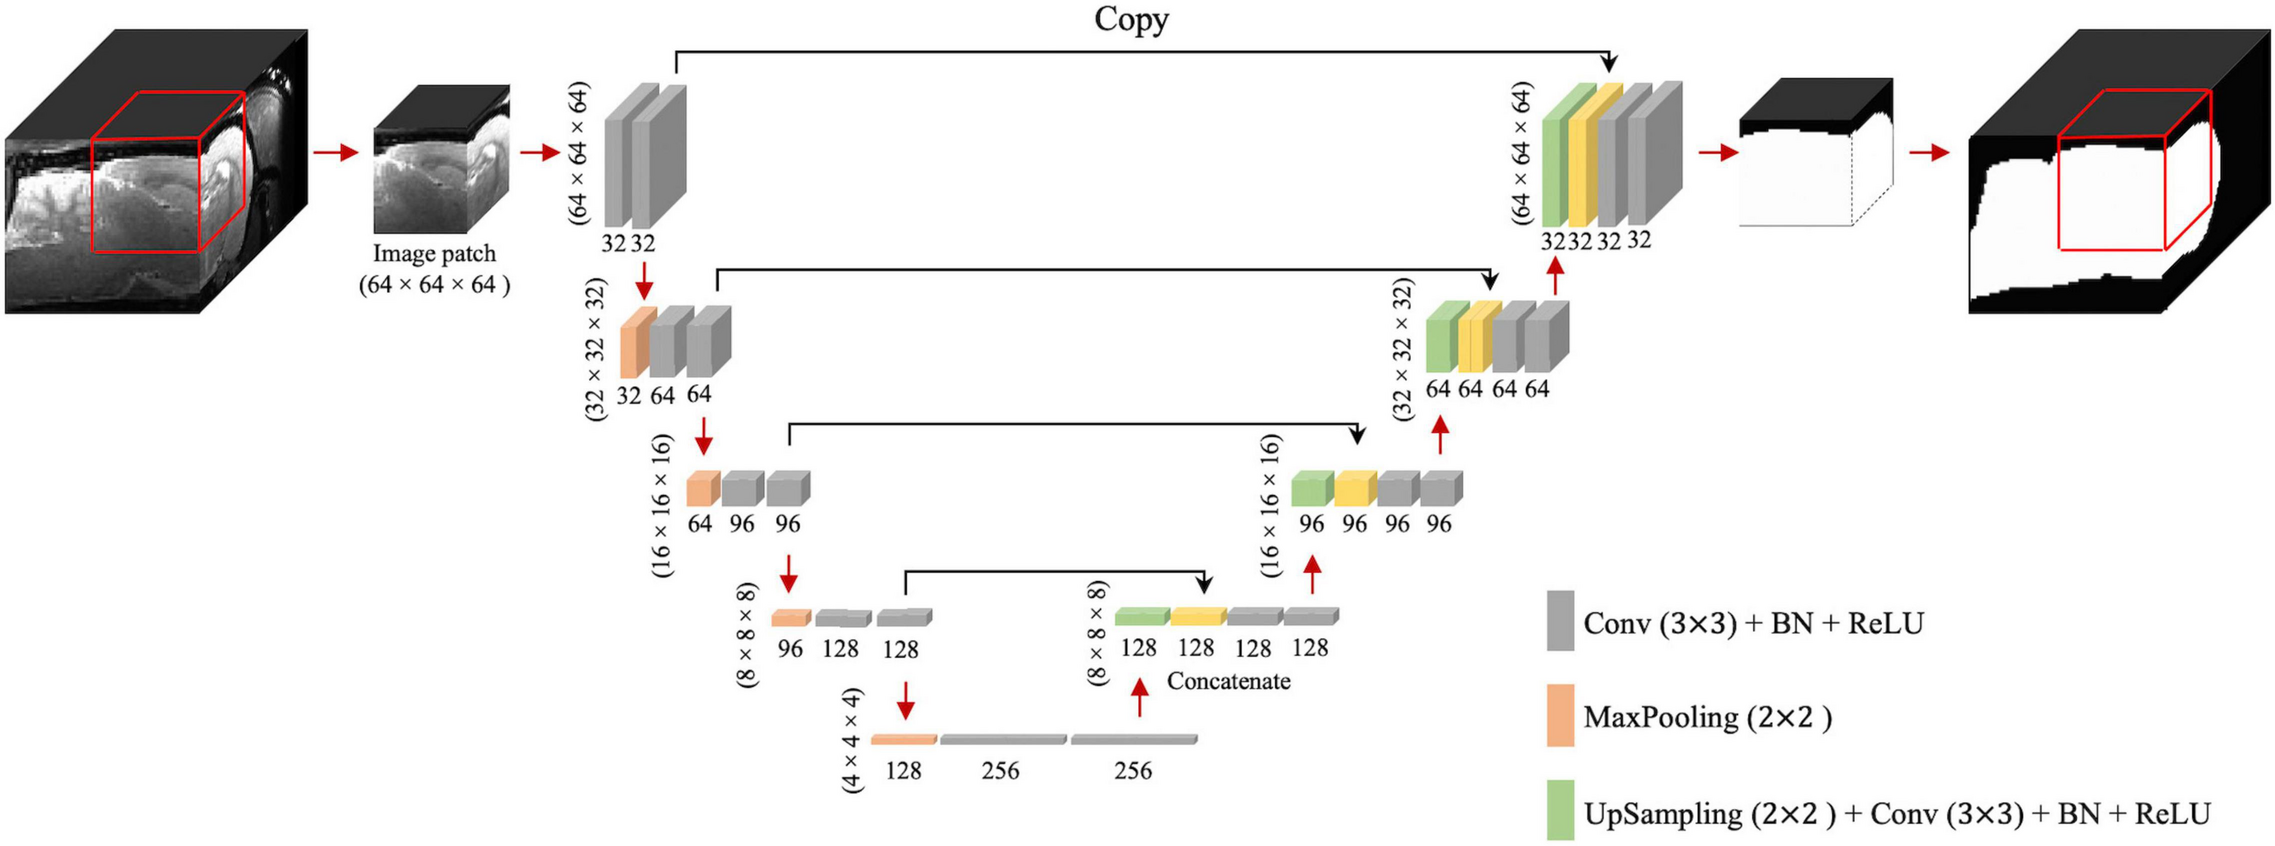 Copy
(64 × 64 × 64)
32 32
Image patch
(64 × 64 × 64 )
(64 × 64 × 64)
32 32 32 32
(32 × 32 × 32)
32 64 64
(32 × 32 × 32)
64 64 64 64
(16 × 16 × 16)
64 96 96
(16 × 16 × 16)
96 96 96 96
(8 × 8 × 8)
96 128 128
(8 × 8 × 8)
128 128 128 128
Concatenate
(4 × 4 × 4)
128 256 256
Conv (3×3) + BN + ReLU
MaxPooling (2×2 )
UpSampling (2×2 ) + Conv (3×3) + BN + ReLU